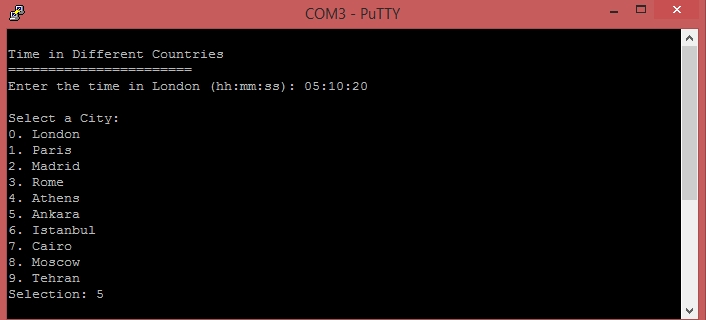 COM3 - PuTTY
Time in Different Countries
=======================
Enter the time in London (hh:mm:ss): 05:10:20
Select a City:
0. London
1. Paris
2. Madrid
3. Rome
4. Athens
5. Ankara
6. Istanbul
7. Cairo
8. Moscow
9. Tehran
Selection: 5